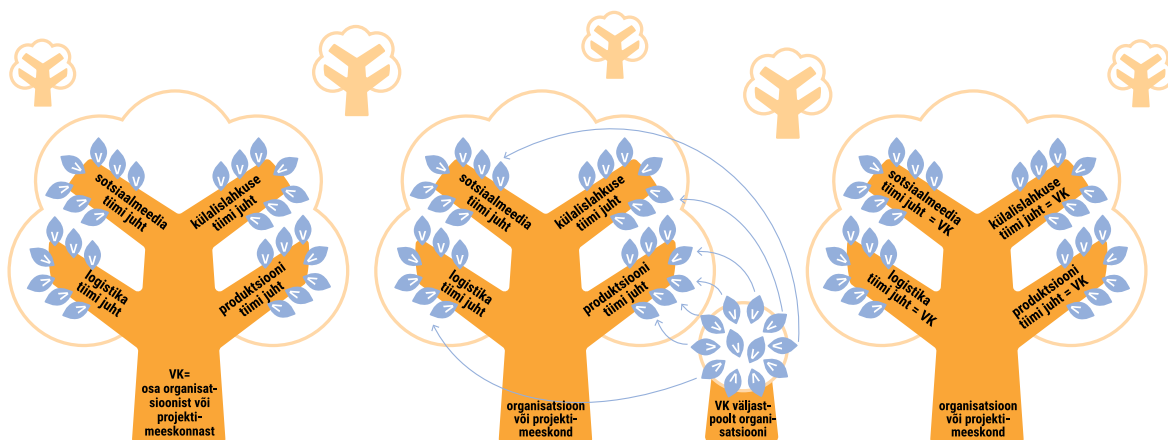 sotsiaalmeedia
tiimi juht
külalislahkuse
tiimi juht
logistika
tiimi juht
produktsiooni
tiimi juht
VK=
osa organisat-
sioonist või
projekti-
meeskonnast
sotsiaalmeedia
tiimi juht
külalislahkuse
tiimi juht
logistika
tiimi juht
produktsiooni
tiimi juht
organisatsioon
või projekti-
meeskond
VK väljast-
poolt organi-
satsiooni
sotsiaalmeedia
tiimi juht = VK
külalislahkuse
tiimi juht = VK
logistika
tiimi juht = VK
produktsiooni
tiimi juht = VK
organisatsioon
või projekti-
meeskond